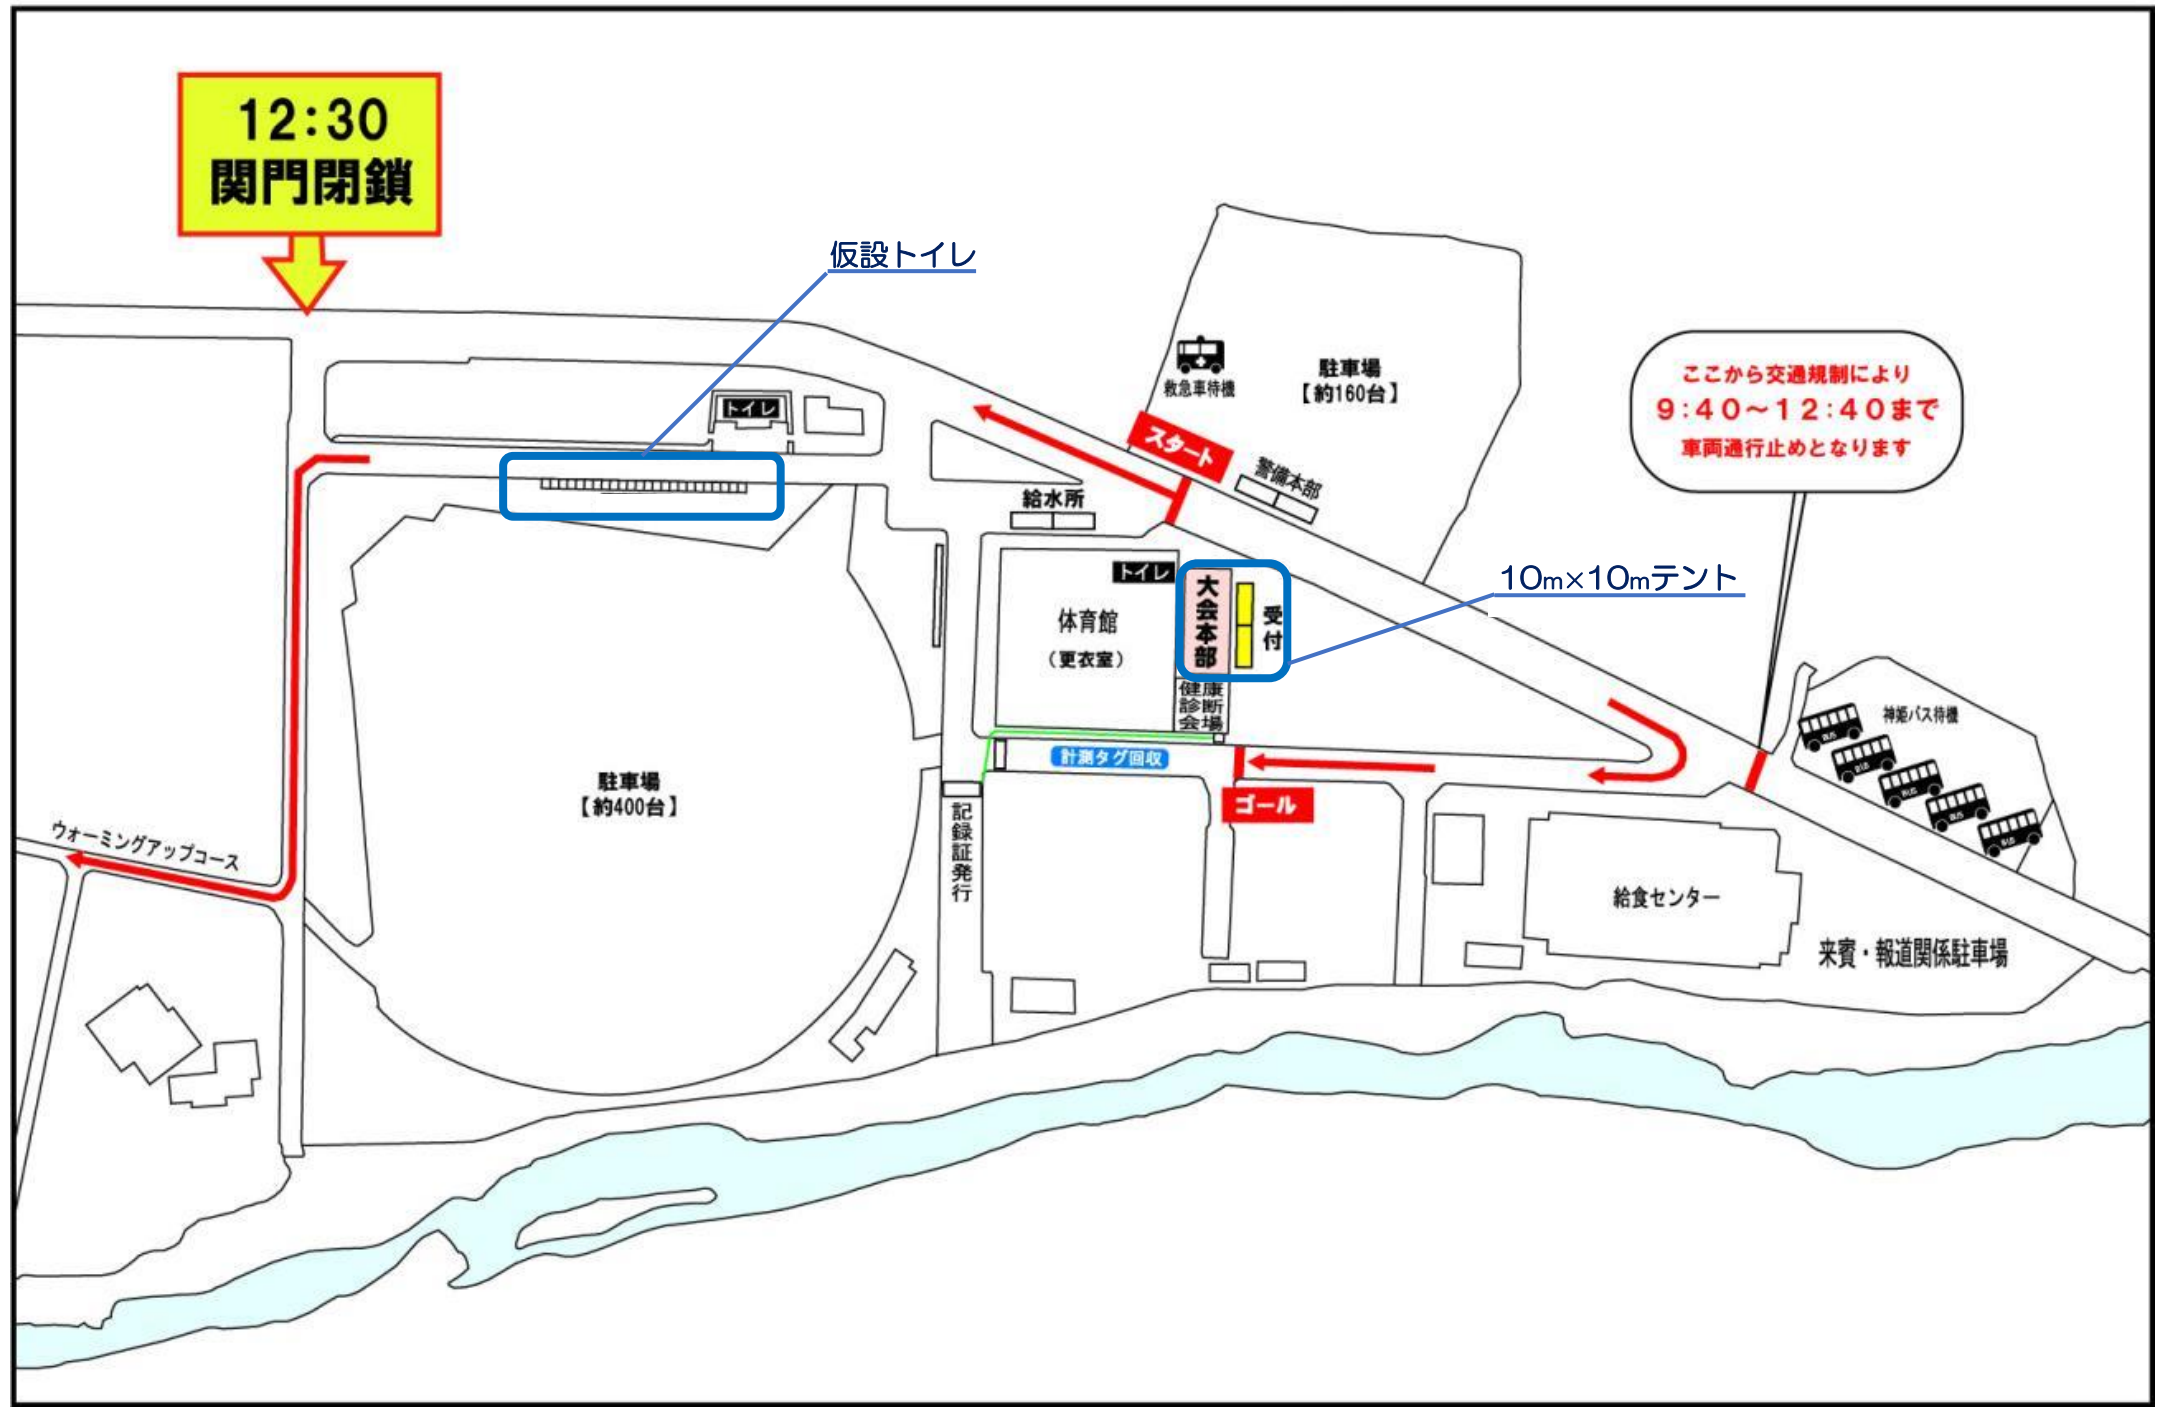 12:30
関門閉鎖
仮設トイレ
トイレ
救急車待機
駐車場
【約160台】
スタート
警備本部
ここから交通規制により
9:40～12:40まで
車両通行止めとなります
給水所
10m×10mテント
トイレ
体育館
（更衣室）
大会本部
受付
健康
診断
会場
神姫バス待機
BUS
BUS
BUS
BUS
BUS
計測タグ回収
ゴール
駐車場
【約400台】
記録証発行
ウォーミングアップコース
給食センター
来賓・報道関係駐車場